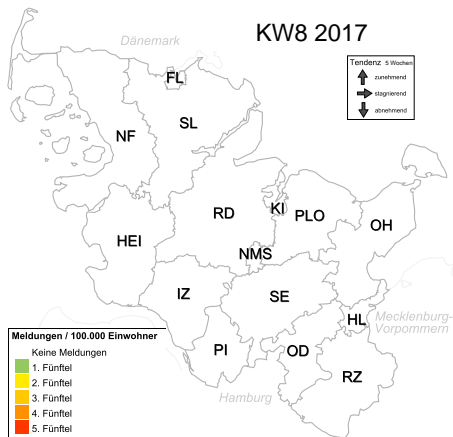 KW8 2017
Dänemark
Tendenz 5 Wochen
zunehmend
stagnierend
abnehmend
FL
SL
NF
RD
KI
PLO
OH
HEI
NMS
IZ
SE
HL
Mecklenburg-
Vorpommern
PI
OD
RZ
Hamburg
Meldungen / 100.000 Einwohner
Keine Meldungen
1. Fünftel
2. Fünftel
3. Fünftel
4. Fünftel
5. Fünftel